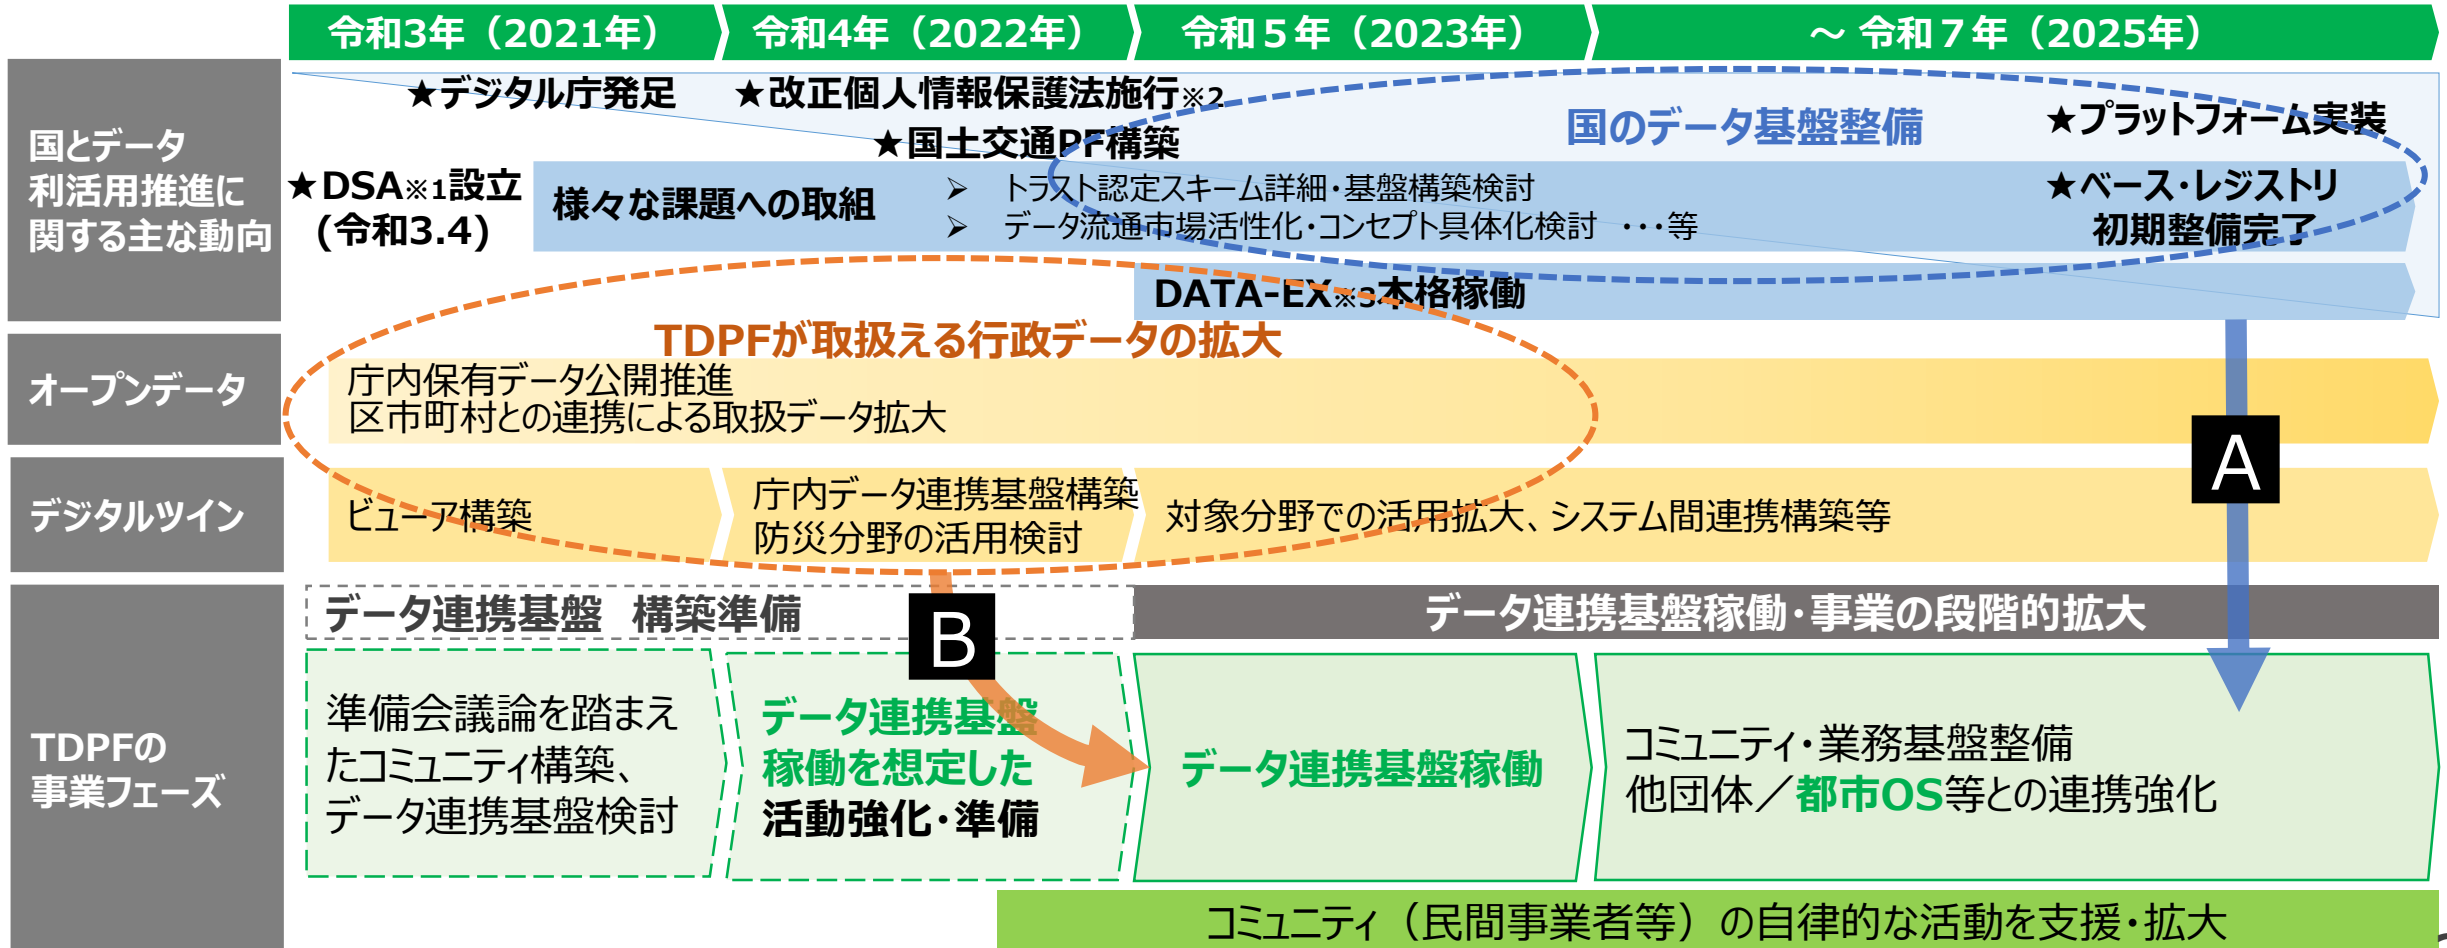 令和3年（2021年）
令和4年（2022年）
令和５年（2023年）
～ 令和７年（2025年）
国とデータ
利活用推進に
関する主な動向
★デジタル庁発足
★改正個人情報保護法施行※2
★国土交通PF構築
国のデータ基盤整備
★プラットフォーム実装
★DSA※1設立
(令和3.4)
様々な課題への取組
➢ トラスト認定スキーム詳細・基盤構築検討
➢ データ流通市場活性化・コンセプト具体化検討 ・・・等
★ベース・レジストリ
初期整備完了
DATA-EX※3本格稼働
TDPFが取扱える行政データの拡大
オープンデータ
庁内保有データ公開推進
区市町村との連携による取扱データ拡大
A
デジタルツイン
ビューア構築
庁内データ連携基盤構築
防災分野の活用検討
対象分野での活用拡大、システム間連携構築等
データ連携基盤 構築準備
B
データ連携基盤稼働・事業の段階的拡大
TDPFの
事業フェーズ
準備会議論を踏まえ
たコミュニティ構築、
データ連携基盤検討
データ連携基盤
稼働を想定した
活動強化・準備
データ連携基盤稼働
コミュニティ・業務基盤整備
他団体／都市OS等との連携強化
コミュニティ（民間事業者等）の自律的な活動を支援・拡大